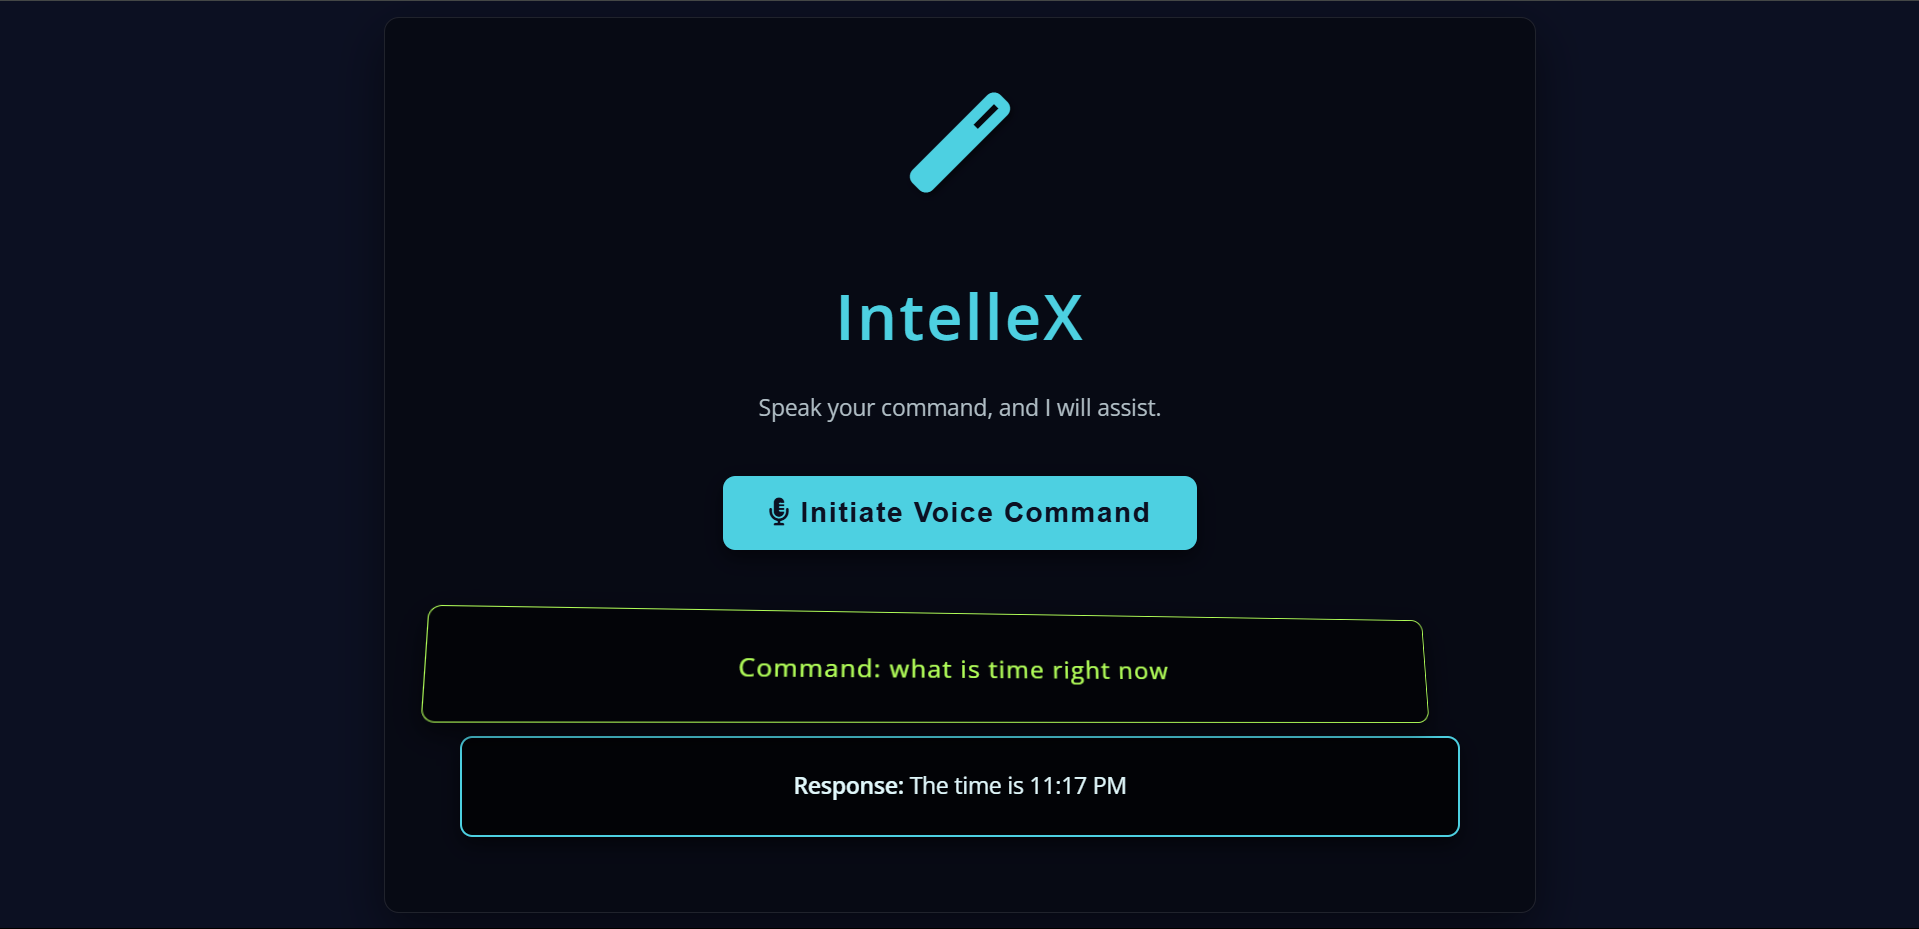 IntelleX
Speak your command, and I will assist.
Initiate Voice Command
Command: what is time right now
Response: The time is 11:17 PM